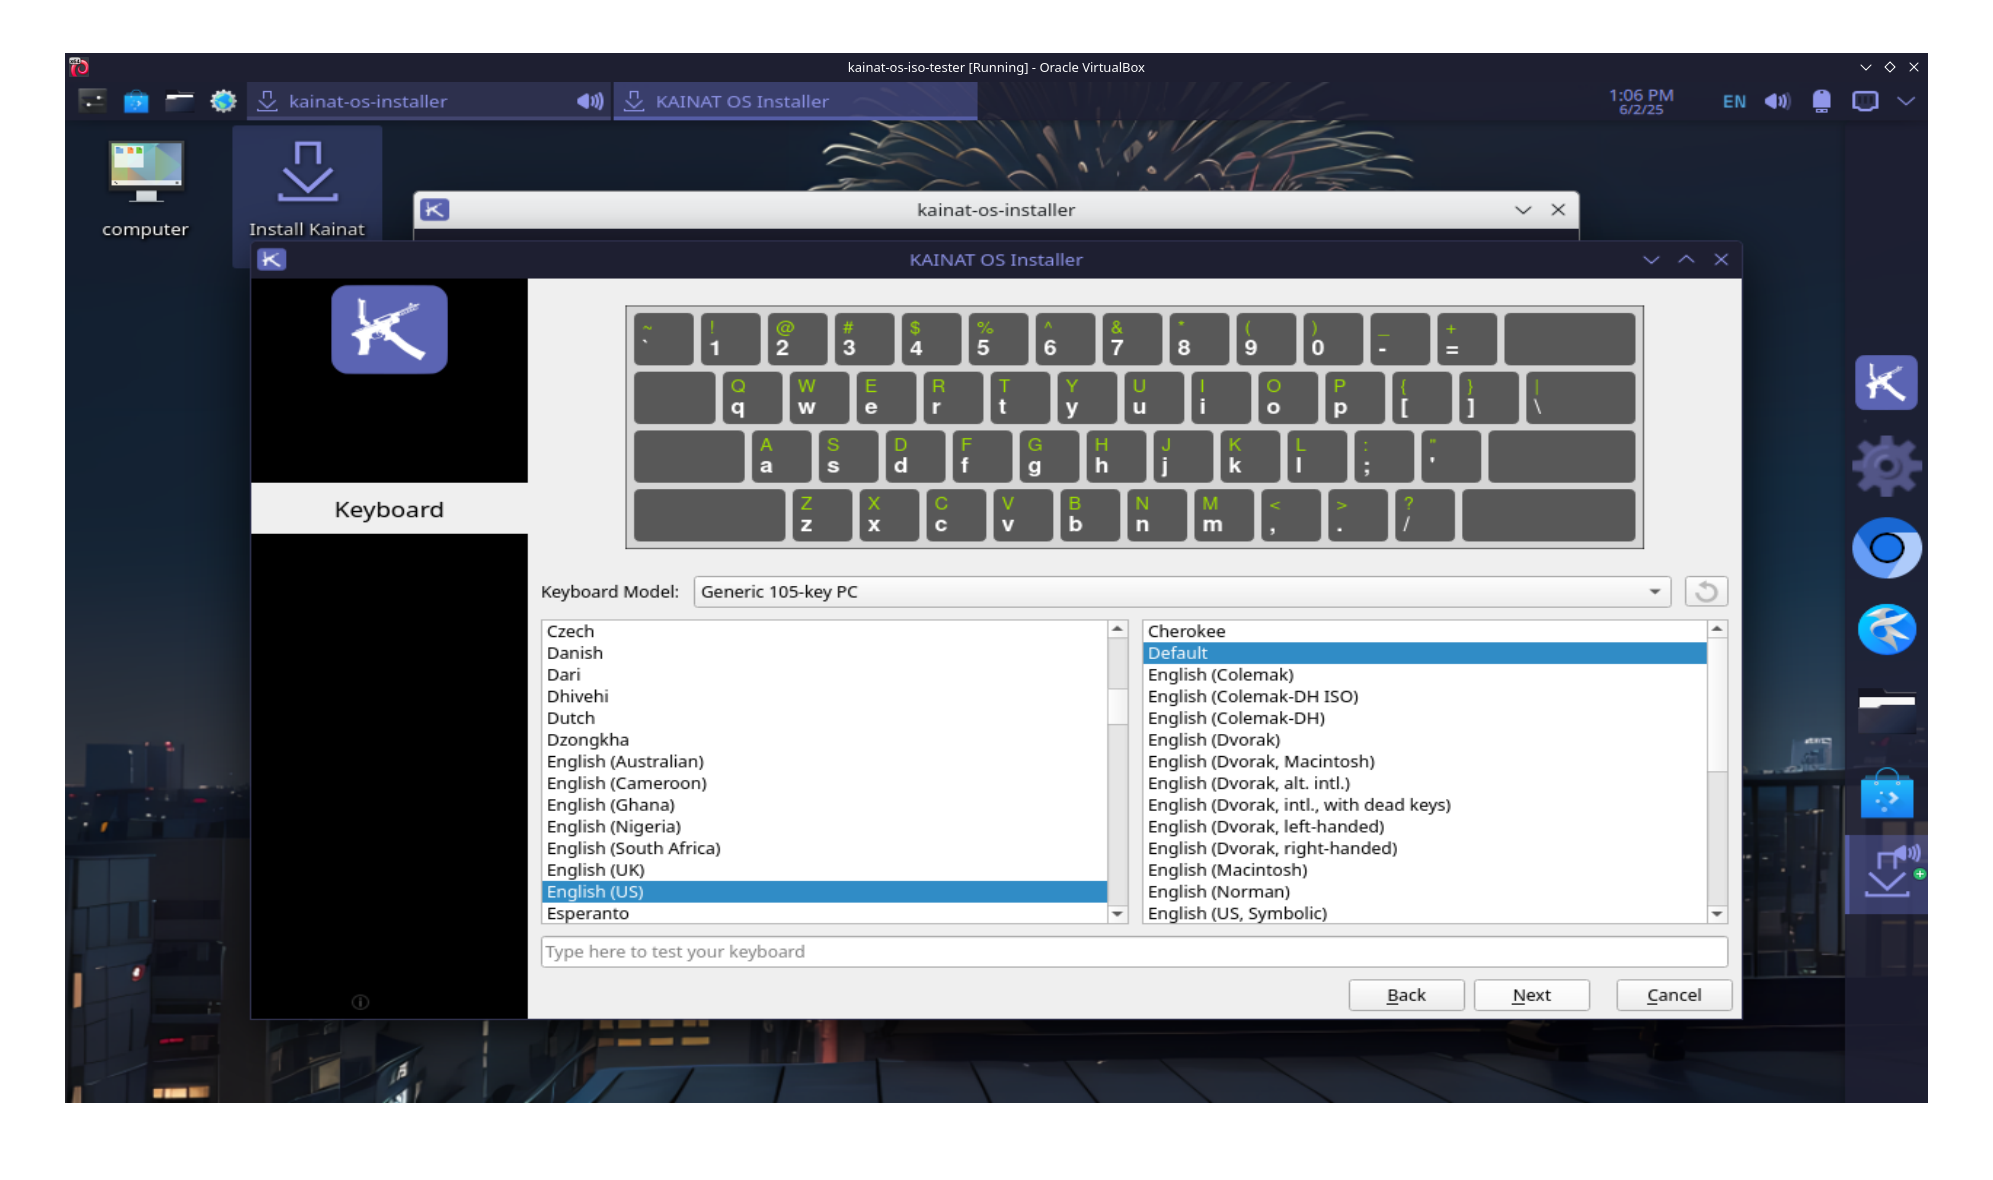 kainat-os-iso-tester [Running] - Oracle VirtualBox
kainat-os-installer
KAINAT OS Installer
1:06 PM
6/2/25
EN
computer
Install Kainat
kainat-os-installer
KAINAT OS Installer
~ ! @ # $ % ^ & * ( ) _ +
` 1 2 3 4 5 6 7 8 9 0 - =
Q W E R T Y U I O P { } |
q w e r t y u i o p [ ] \
A S D F G H J K L : "
a s d f g h j k l ; '
Z X C V B N M < > ?
z x c v b n m , . /
Keyboard
Keyboard Model:
Generic 105-key PC
Czech
Danish
Dari
Dhivehi
Dutch
Dzongkha
English (Australian)
English (Cameroon)
English (Ghana)
English (Nigeria)
English (South Africa)
English (UK)
English (US)
Esperanto
Cherokee
Default
English (Colemak)
English (Colemak-DH ISO)
English (Colemak-DH)
English (Dvorak)
English (Dvorak, Macintosh)
English (Dvorak, alt. intl.)
English (Dvorak, intl., with dead keys)
English (Dvorak, left-handed)
English (Dvorak, right-handed)
English (Macintosh)
English (Norman)
English (US, Symbolic)
Type here to test your keyboard
Back
Next
Cancel